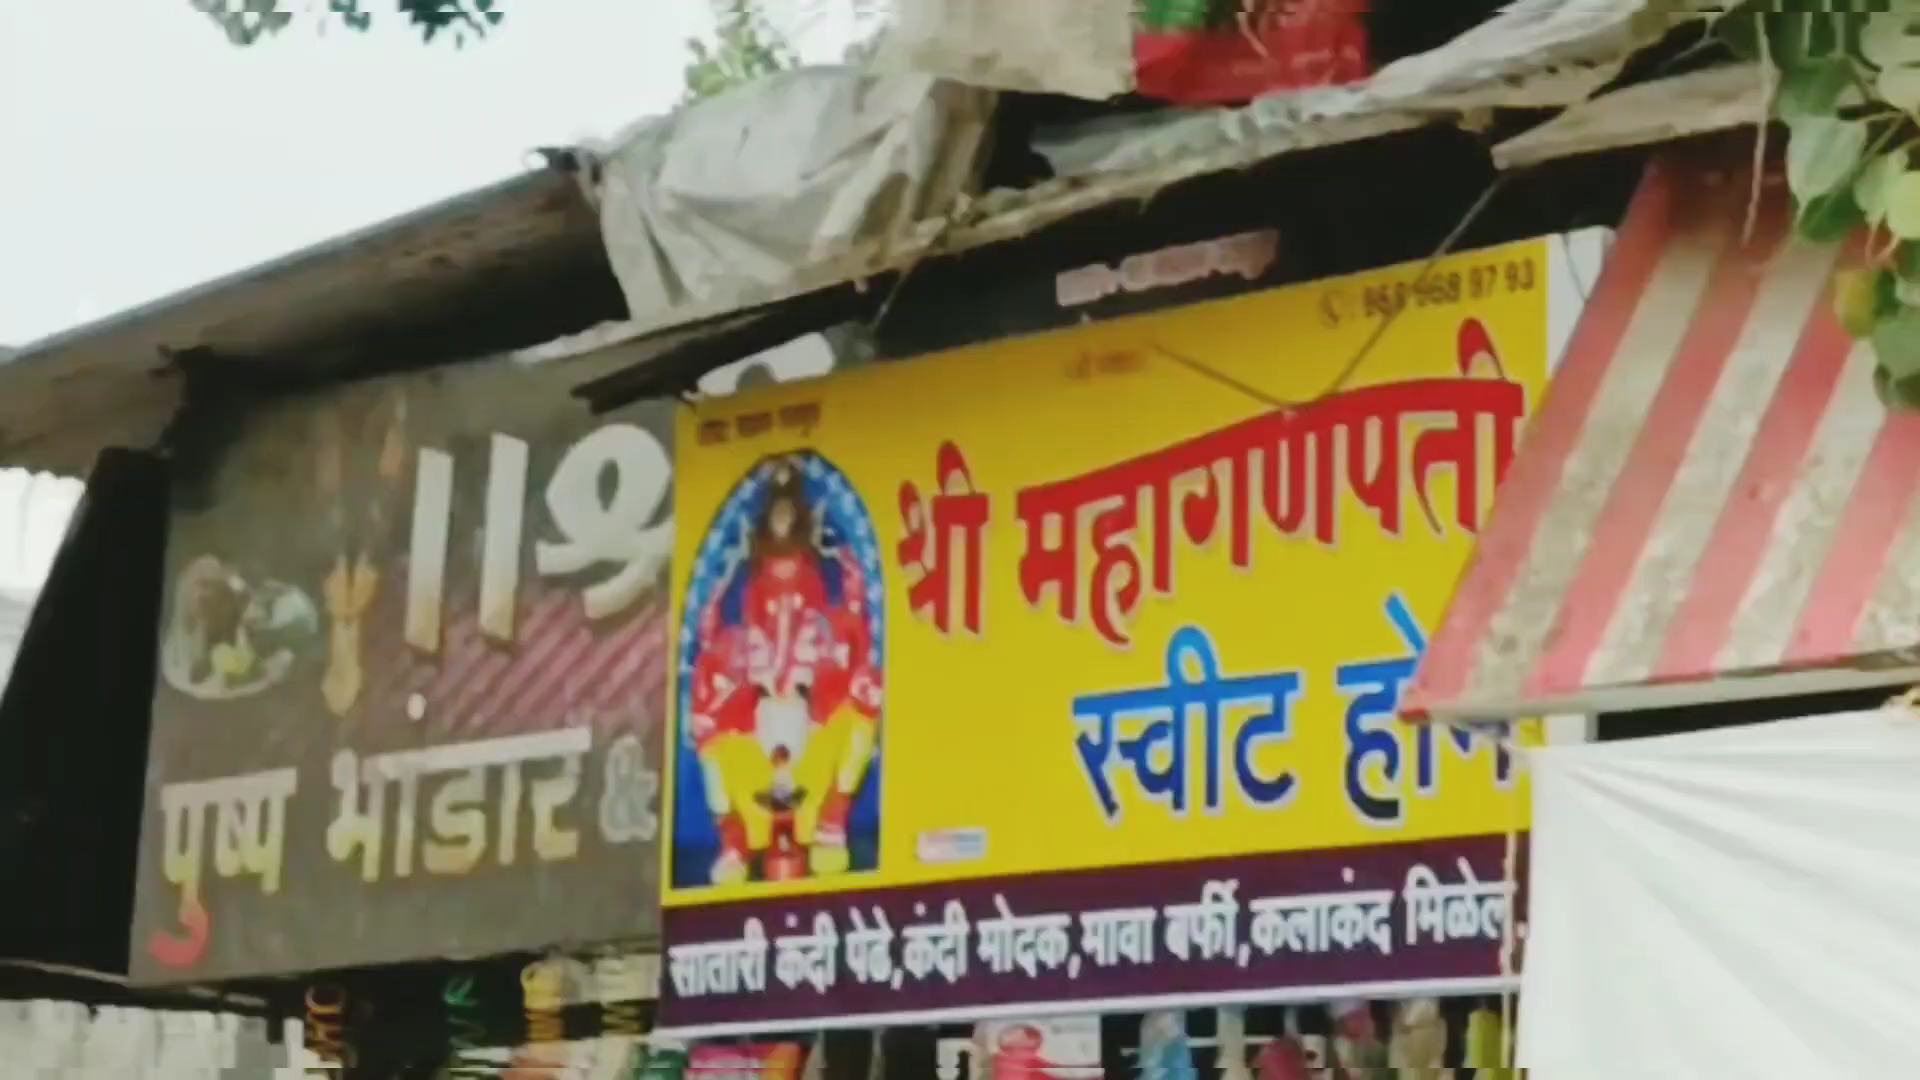 ॥श्र
पुष्प भांडार &
श्री महागणपती
स्वीट होम
सातारी कंदी पेढे,कंदी मोदक,मावा बर्फी,कलाकंद मिळेल.